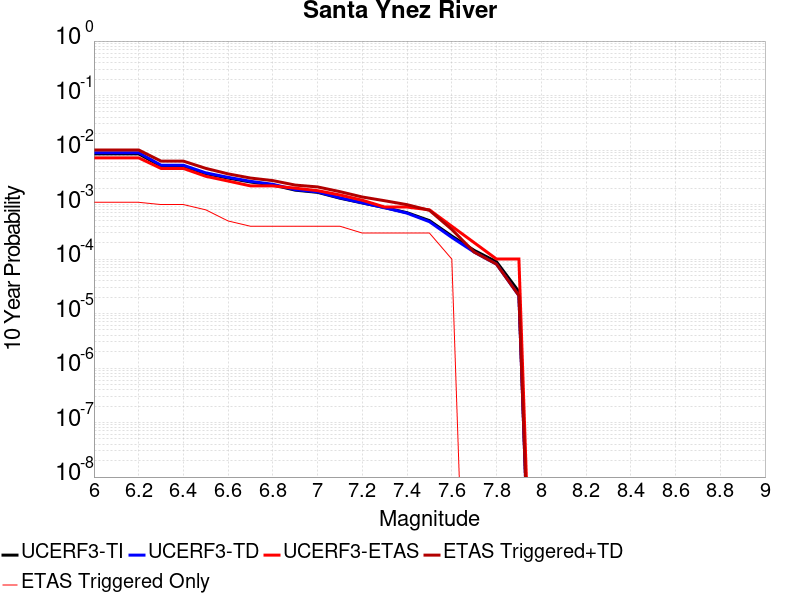 Santa Ynez River
10 0
10 -1
10 -2
10 -3
10 -4
10 -5
10 -6
10 -7
10 -8
10 Year Probability
6 6.2 6.4 6.6 6.8 7 7.2 7.4 7.6 7.8 8 8.2 8.4 8.6 8.8 9
Magnitude
UCERF3-TI UCERF3-TD UCERF3-ETAS ETAS Triggered+TD
ETAS Triggered Only